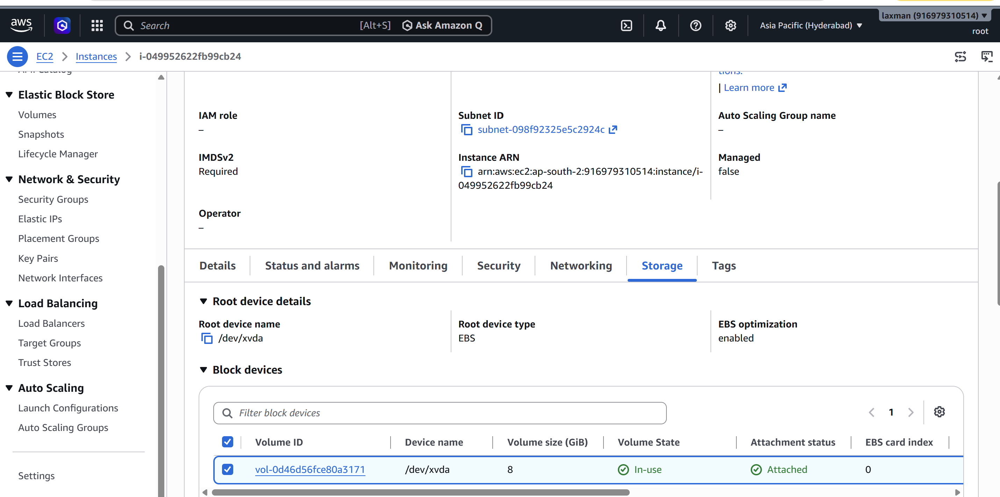 laxman (916979310514)
aws
Search [Alt+S] Ask Amazon Q
Asia Pacific (Hyderabad)
root
EC2 Instances i-049952622fb99cb24
Elastic Block Store
Volumes
Snapshots
Lifecycle Manager
Network & Security
Security Groups
Elastic IPs
Placement Groups
Key Pairs
Network Interfaces
Load Balancing
Load Balancers
Target Groups
Trust Stores
Auto Scaling
Launch Configurations
Auto Scaling Groups
Settings
tions.
| Learn more
IAM role
–
Subnet ID
subnet-098f92325e5c2924c
Auto Scaling Group name
–
IMDSv2
Required
Instance ARN
arn:aws:ec2:ap-south-2:916979310514:instance/i-
049952622fb99cb24
Managed
false
Operator
–
Details Status and alarms Monitoring Security Networking Storage Tags
Root device details
Root device name
/dev/xvda
Root device type
EBS
EBS optimization
enabled
Block devices
Filter block devices
1
Volume ID Device name Volume size (GiB) Volume State Attachment status EBS card index
vol-0d46d56fce80a3171 /dev/xvda 8 In-use Attached 0